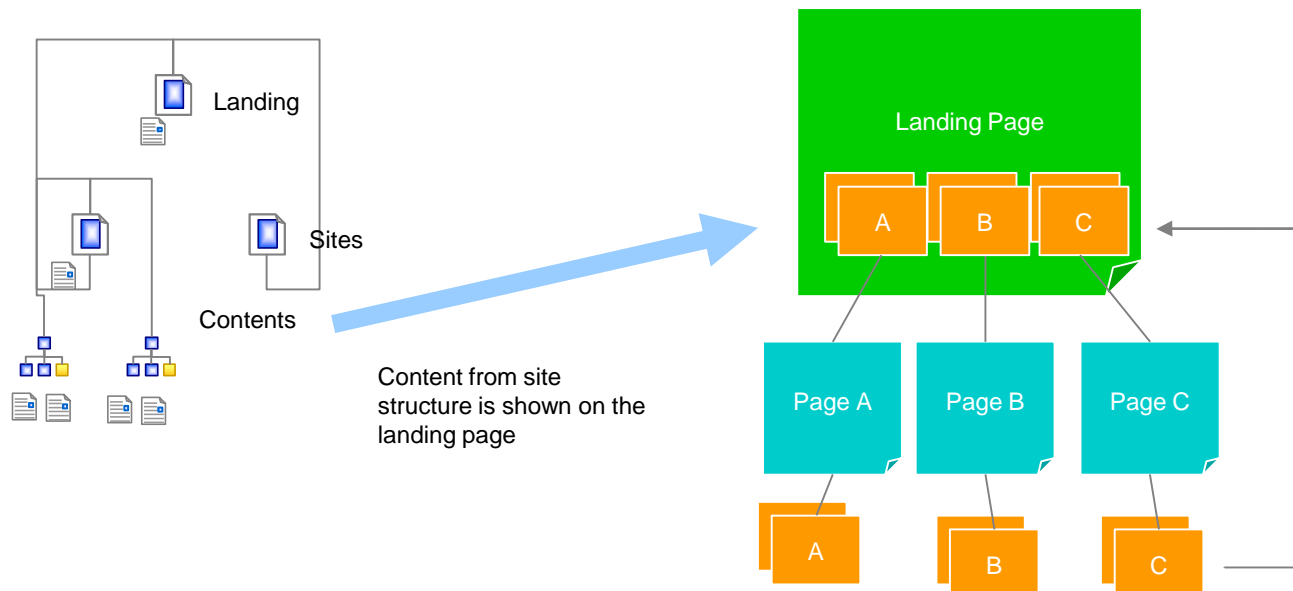 Landing
Sites
Contents
Content from site
structure is shown on the
landing page
Landing Page
A
B
C
Page A
Page B
Page C
A
B
C